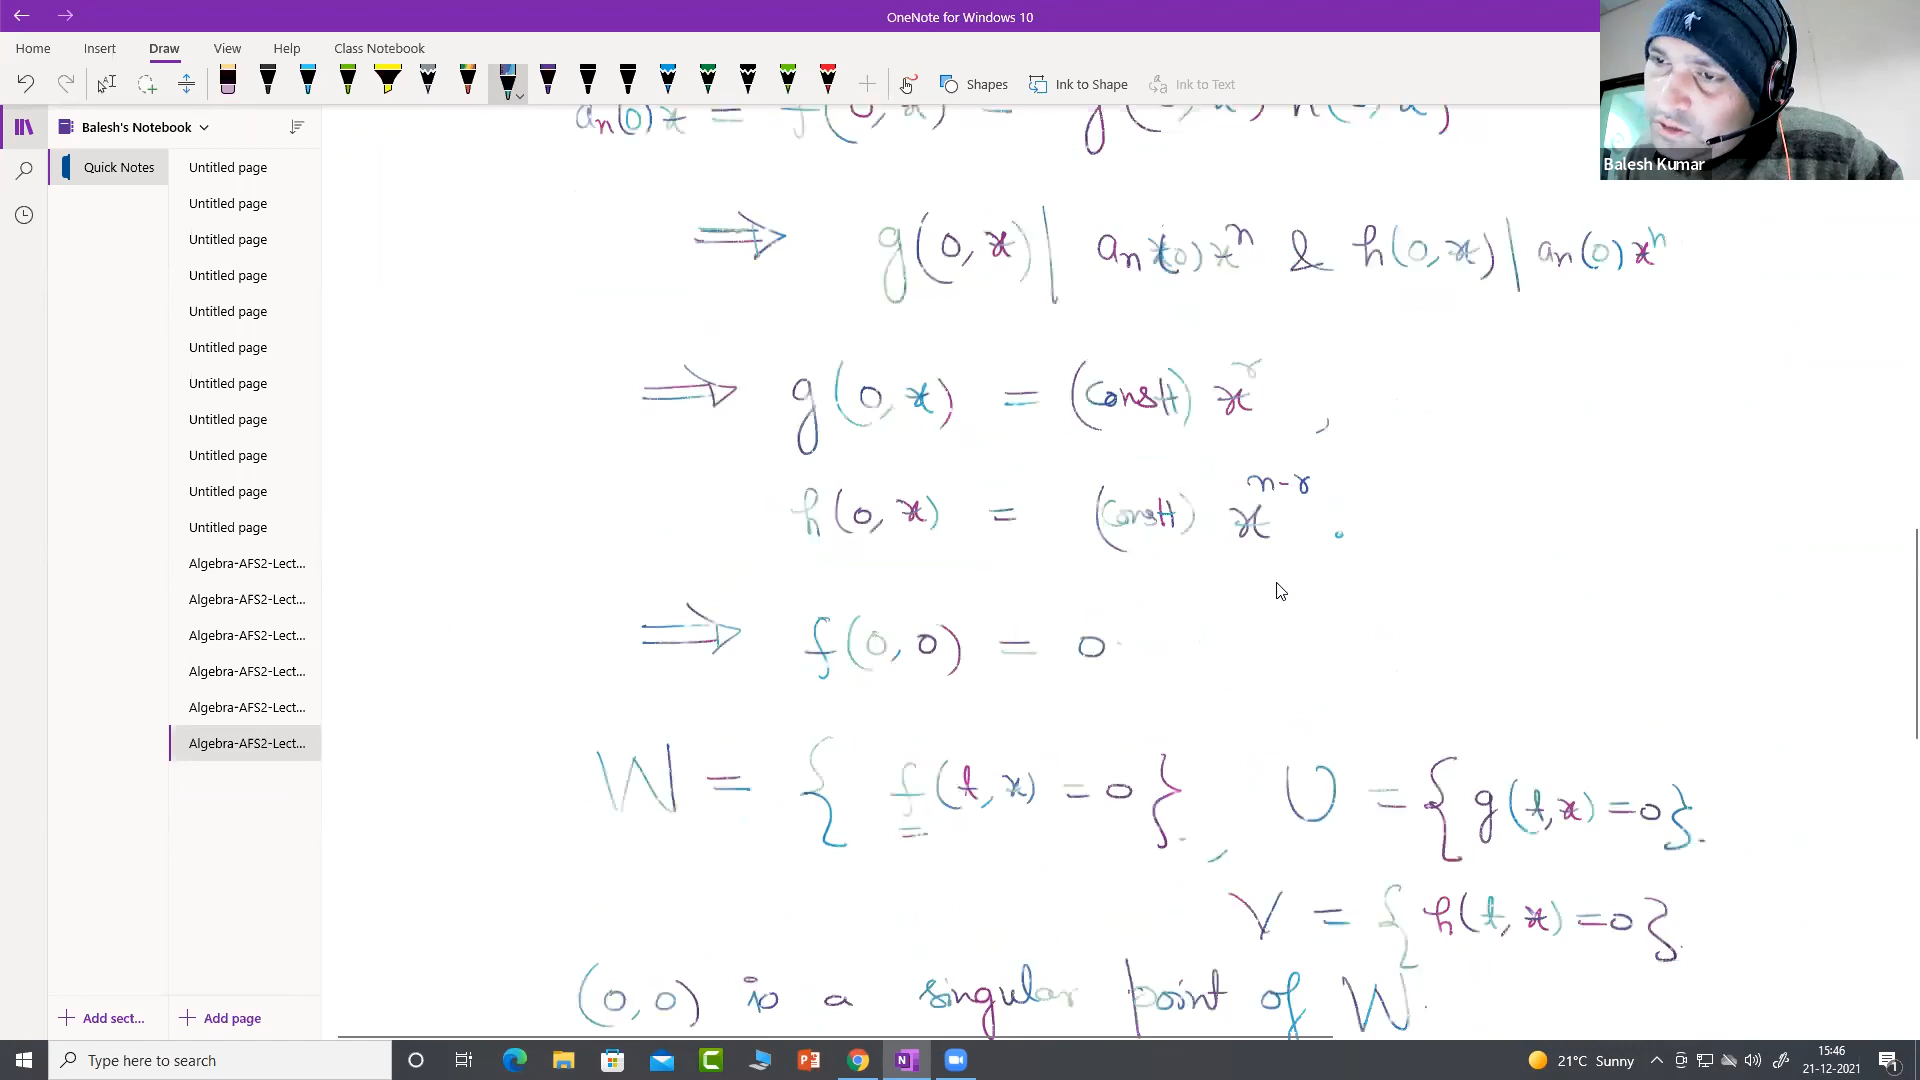 OneNote for Windows 10
Home Insert Draw View Help Class Notebook
Shapes Ink to Shape Ink to Text
Balesh Kumar
Balesh's Notebook
Quick Notes
Untitled page
Untitled page
Untitled page
Untitled page
Untitled page
Untitled page
Untitled page
Untitled page
Untitled page
Untitled page
Untitled page
Algebra-AFS2-Lect...
Algebra-AFS2-Lect...
Algebra-AFS2-Lect...
Algebra-AFS2-Lect...
Algebra-AFS2-Lect...
Algebra-AFS2-Lect...
Add sect... Add page
⟹ g(0,x) | an(0)x^n & h(0,x) | an(0)x^n
⟹ g(0,x) = (Constt) x^r ,
h(0,x) = (Constt) x^{n-r} .
⟹ f(0,0) = 0
W = { f(t,x) = 0 }. , U = { g(t,x) = 0 }.
V = { h(t,x) = 0 }.
(0,0) is a singular point of W.
Type here to search
21°C Sunny
15:46
21-12-2021